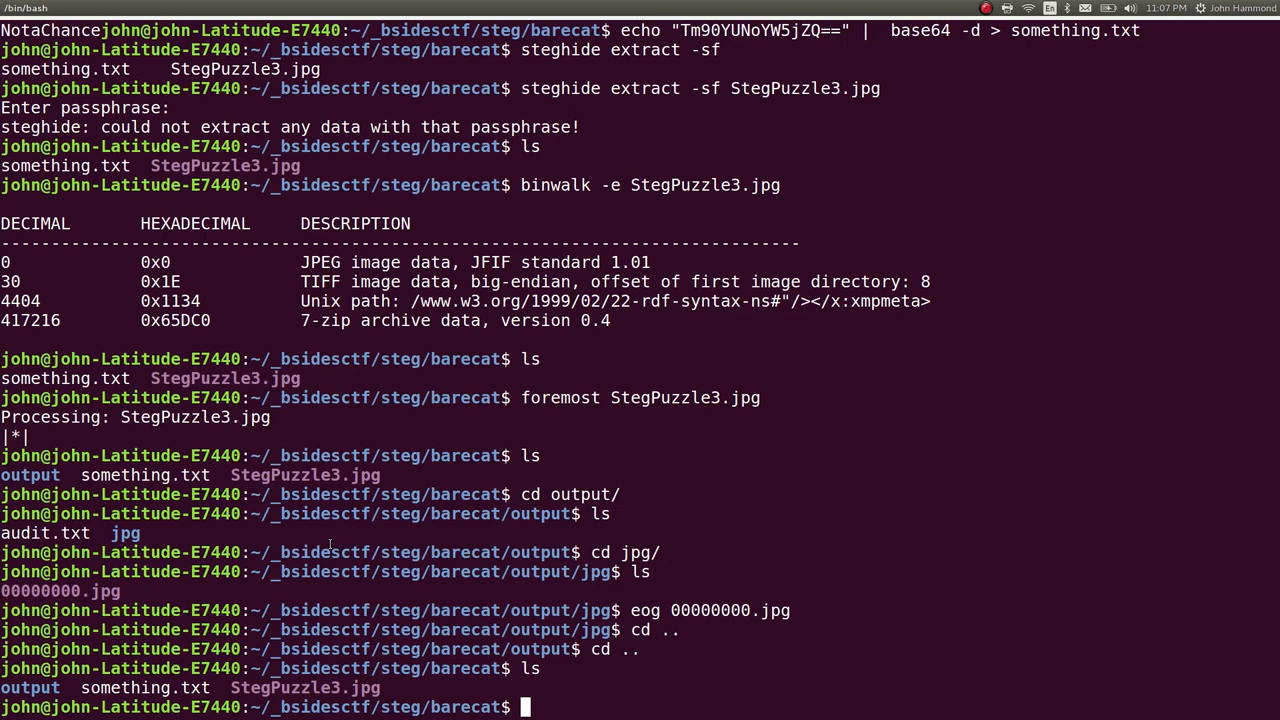 /bin/bash
En
11:07 PM
John Hammond
NotaChancejohn@john-Latitude-E7440:~/_bsidesctf/steg/barecat$ echo "Tm90YUNoYW5jZQ==" |  base64 -d > something.txt
john@john-Latitude-E7440:~/_bsidesctf/steg/barecat$ steghide extract -sf
something.txt    StegPuzzle3.jpg
john@john-Latitude-E7440:~/_bsidesctf/steg/barecat$ steghide extract -sf StegPuzzle3.jpg
Enter passphrase:
steghide: could not extract any data with that passphrase!
john@john-Latitude-E7440:~/_bsidesctf/steg/barecat$ ls
something.txt  StegPuzzle3.jpg
john@john-Latitude-E7440:~/_bsidesctf/steg/barecat$ binwalk -e StegPuzzle3.jpg
DECIMAL       HEXADECIMAL     DESCRIPTION
--------------------------------------------------------------------------------
0             0x0             JPEG image data, JFIF standard 1.01
30            0x1E            TIFF image data, big-endian, offset of first image directory: 8
4404          0x1134          Unix path: /www.w3.org/1999/02/22-rdf-syntax-ns#"/></x:xmpmeta>
417216        0x65DC0         7-zip archive data, version 0.4
john@john-Latitude-E7440:~/_bsidesctf/steg/barecat$ ls
something.txt  StegPuzzle3.jpg
john@john-Latitude-E7440:~/_bsidesctf/steg/barecat$ foremost StegPuzzle3.jpg
Processing: StegPuzzle3.jpg
|*|
john@john-Latitude-E7440:~/_bsidesctf/steg/barecat$ ls
output  something.txt  StegPuzzle3.jpg
john@john-Latitude-E7440:~/_bsidesctf/steg/barecat$ cd output/
john@john-Latitude-E7440:~/_bsidesctf/steg/barecat/output$ ls
audit.txt  jpg
john@john-Latitude-E7440:~/_bsidesctf/steg/barecat/output$ cd jpg/
john@john-Latitude-E7440:~/_bsidesctf/steg/barecat/output/jpg$ ls
00000000.jpg
john@john-Latitude-E7440:~/_bsidesctf/steg/barecat/output/jpg$ eog 00000000.jpg
john@john-Latitude-E7440:~/_bsidesctf/steg/barecat/output/jpg$ cd ..
john@john-Latitude-E7440:~/_bsidesctf/steg/barecat/output$ cd ..
john@john-Latitude-E7440:~/_bsidesctf/steg/barecat$ ls
output  something.txt  StegPuzzle3.jpg
john@john-Latitude-E7440:~/_bsidesctf/steg/barecat$